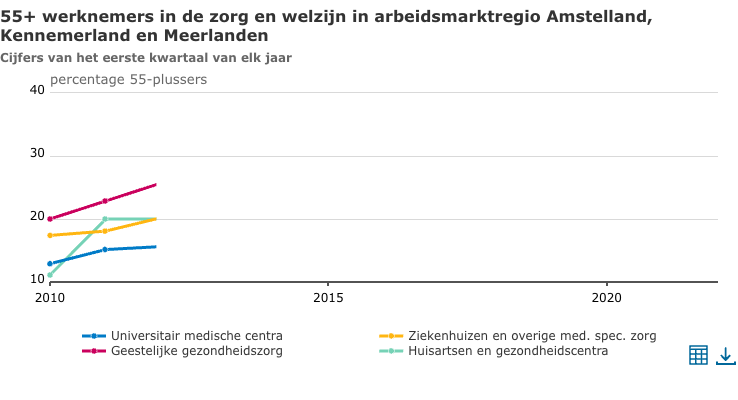 55+ werknemers in de zorg en welzijn in arbeidsmarktregio Amstelland,
Kennemerland en Meerlanden
Cijfers van het eerste kwartaal van elk jaar
percentage 55-plussers
40
30
20
10
2010 2015 2020
Universitair medische centra Ziekenhuizen en overige med. spec. zorg
Geestelijke gezondheidszorg Huisartsen en gezondheidscentra